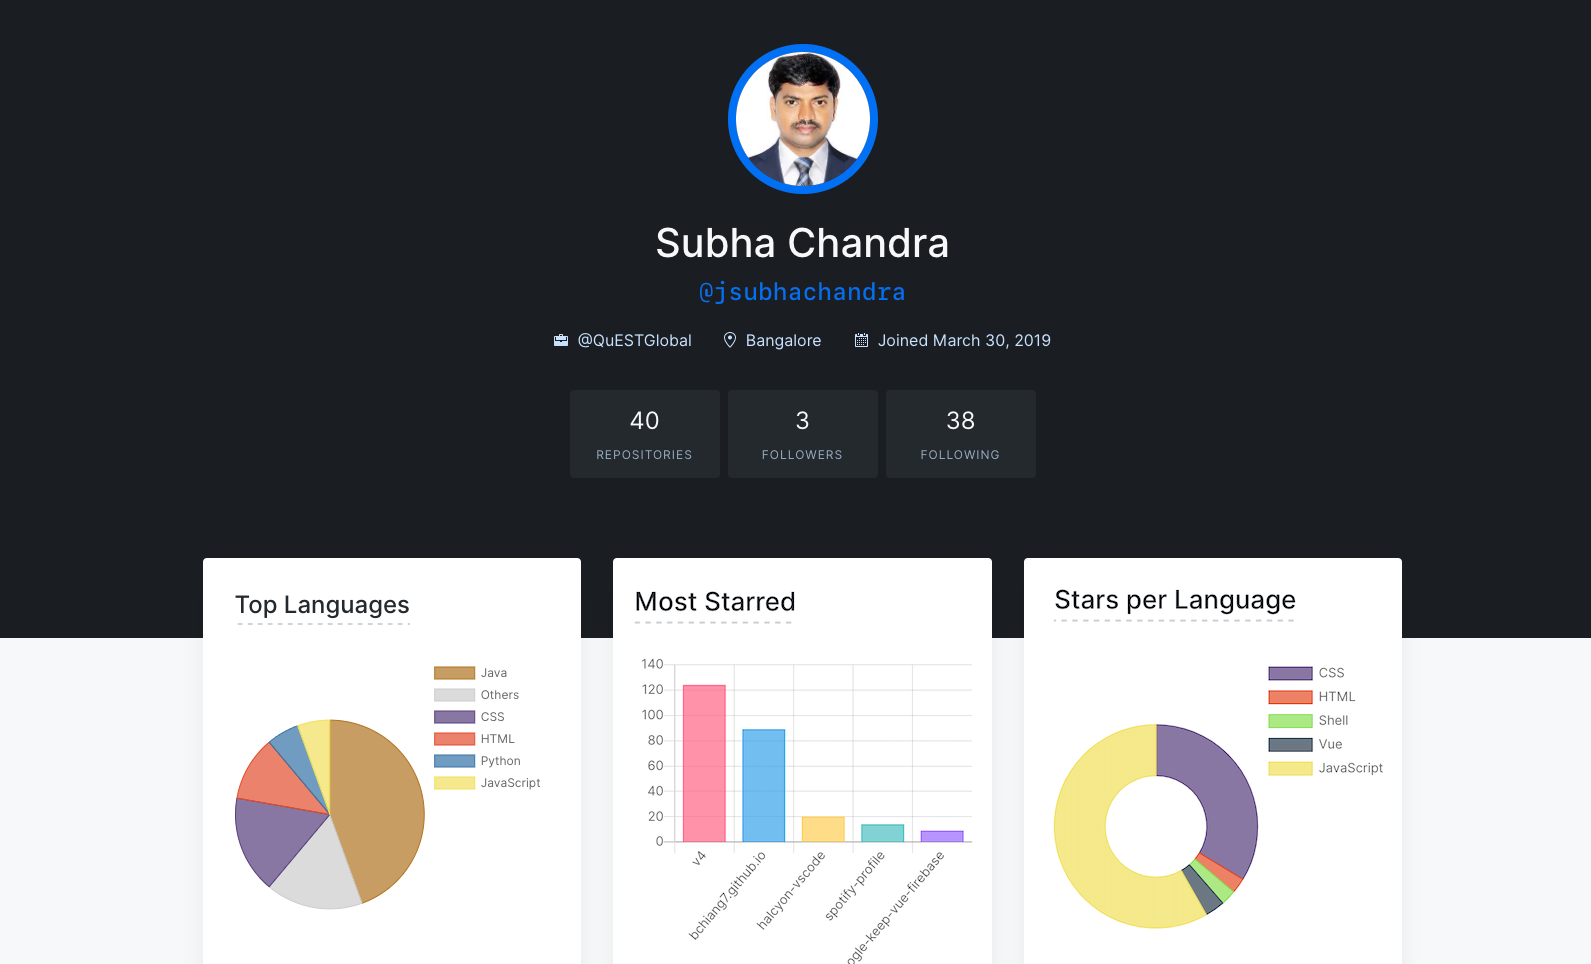 Subha Chandra
@jsubhachandra
@QuESTGlobal Bangalore Joined March 30, 2019
40 3 38
REPOSITORIES FOLLOWERS FOLLOWING
Top Languages
Java
Others
CSS
HTML
Python
JavaScript
Most Starred
140
120
100
80
60
40
20
0
v4
bchiang7.github.io
halcyon-vscode
spotify-profile
ogle-keep-vue-firebase
Stars per Language
CSS
HTML
Shell
Vue
JavaScript